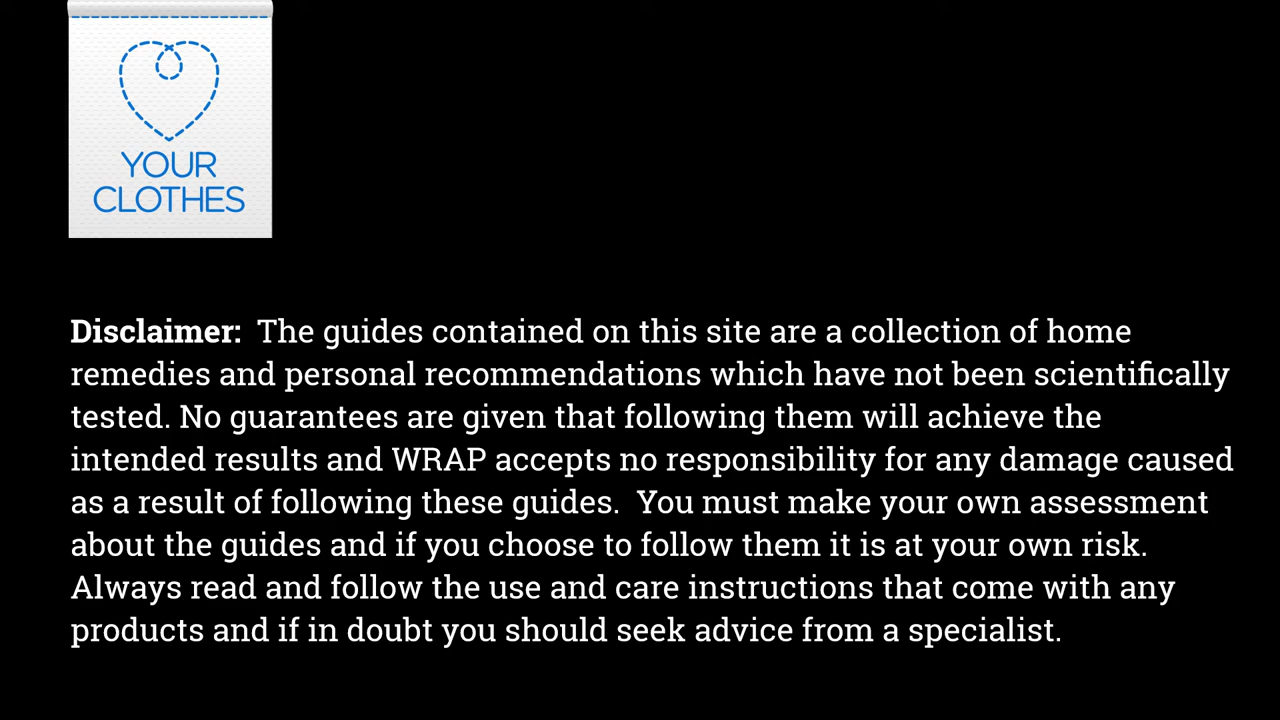 YOUR
CLOTHES
Disclaimer: The guides contained on this site are a collection of home
remedies and personal recommendations which have not been scientifically
tested. No guarantees are given that following them will achieve the
intended results and WRAP accepts no responsibility for any damage caused
as a result of following these guides. You must make your own assessment
about the guides and if you choose to follow them it is at your own risk.
Always read and follow the use and care instructions that come with any
products and if in doubt you should seek advice from a specialist.